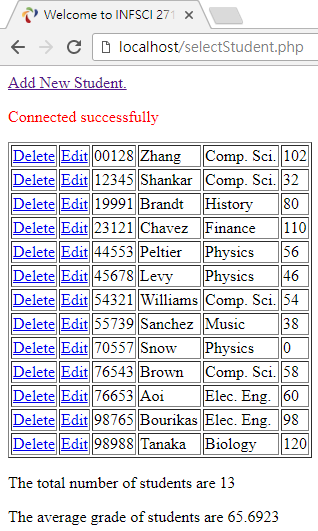 Welcome to INFSCI 271
localhost/selectStudent.php
Add New Student.
Connected successfully
Delete Edit 00128 Zhang Comp. Sci. 102
Delete Edit 12345 Shankar Comp. Sci. 32
Delete Edit 19991 Brandt History 80
Delete Edit 23121 Chavez Finance 110
Delete Edit 44553 Peltier Physics 56
Delete Edit 45678 Levy Physics 46
Delete Edit 54321 Williams Comp. Sci. 54
Delete Edit 55739 Sanchez Music 38
Delete Edit 70557 Snow Physics 0
Delete Edit 76543 Brown Comp. Sci. 58
Delete Edit 76653 Aoi Elec. Eng. 60
Delete Edit 98765 Bourikas Elec. Eng. 98
Delete Edit 98988 Tanaka Biology 120
The total number of students are 13
The average grade of students are 65.6923